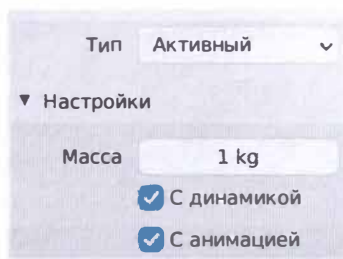 Тип Активный
Настройки
Масса 1 kg
С динамикой
С анимацией